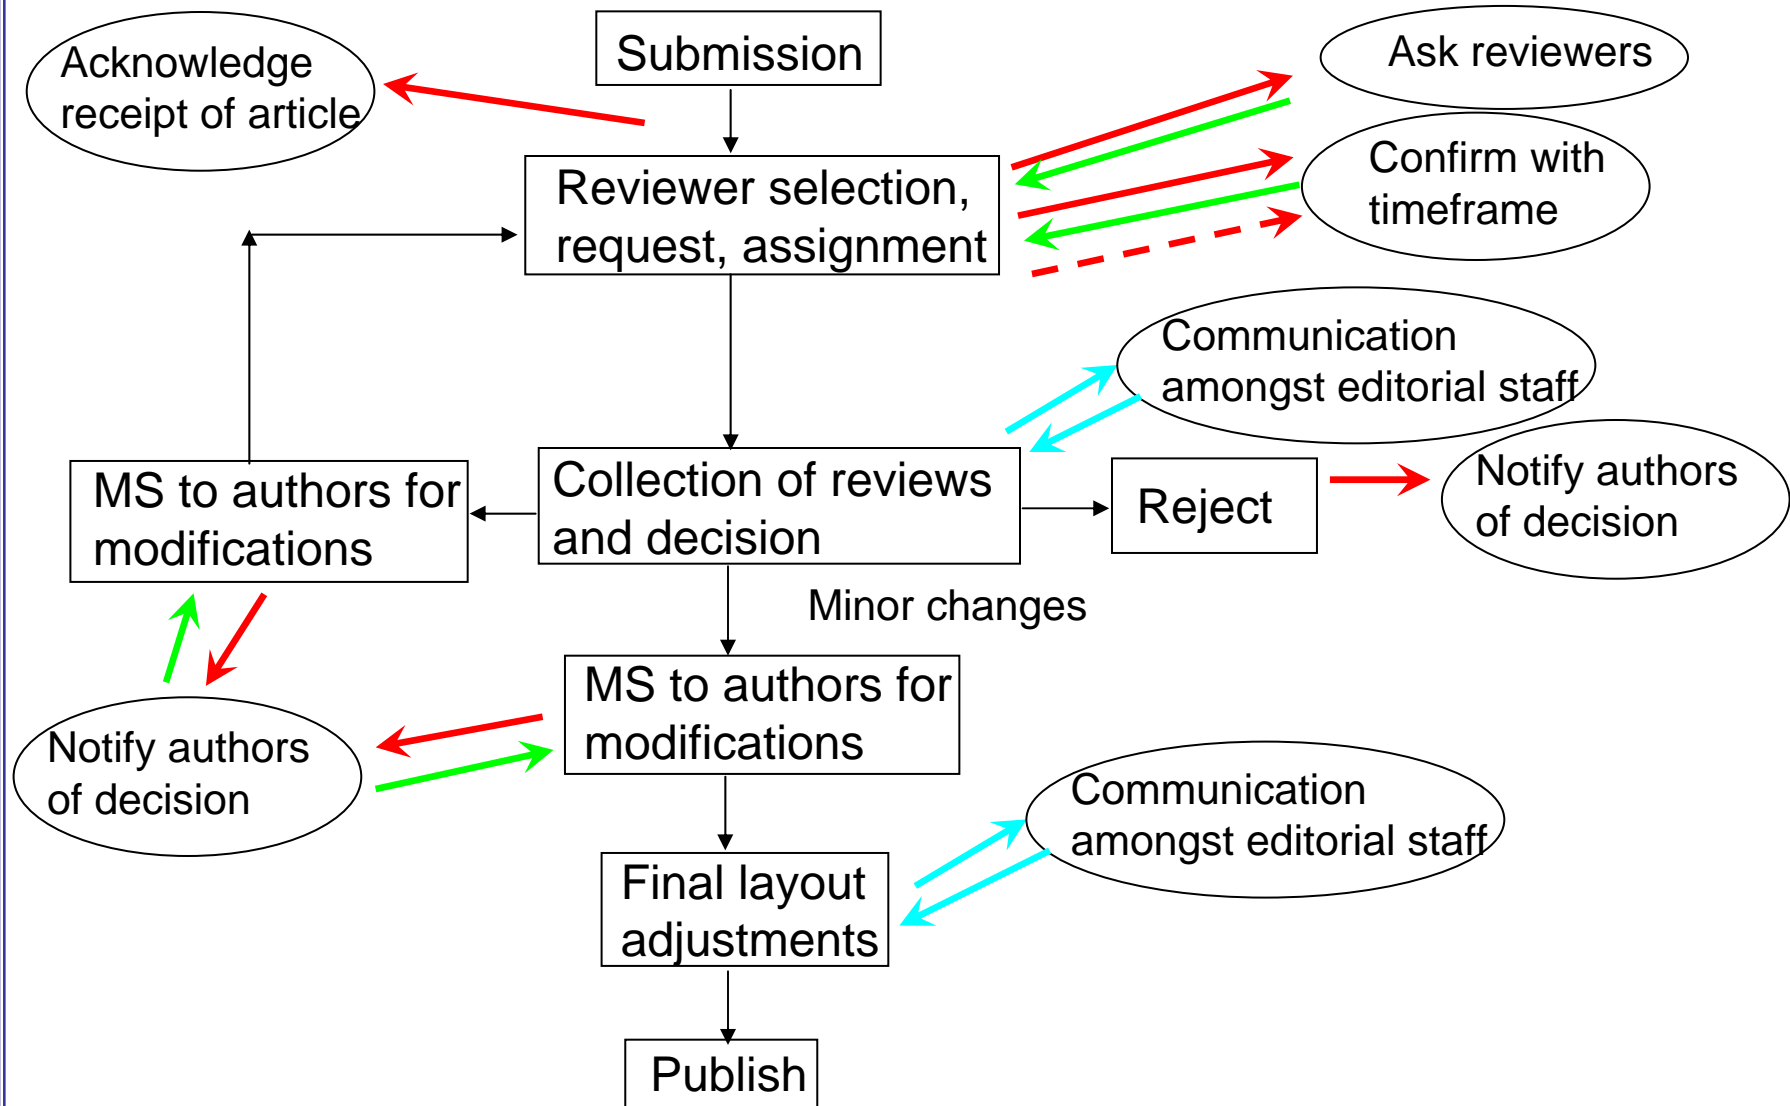 Submission
Acknowledge
receipt of article
Ask reviewers
Reviewer selection,
request, assignment
Confirm with
timeframe
Communication
amongst editorial staff
MS to authors for
modifications
Collection of reviews
and decision
Reject
Notify authors
of decision
Minor changes
MS to authors for
modifications
Notify authors
of decision
Communication
amongst editorial staff
Final layout
adjustments
Publish